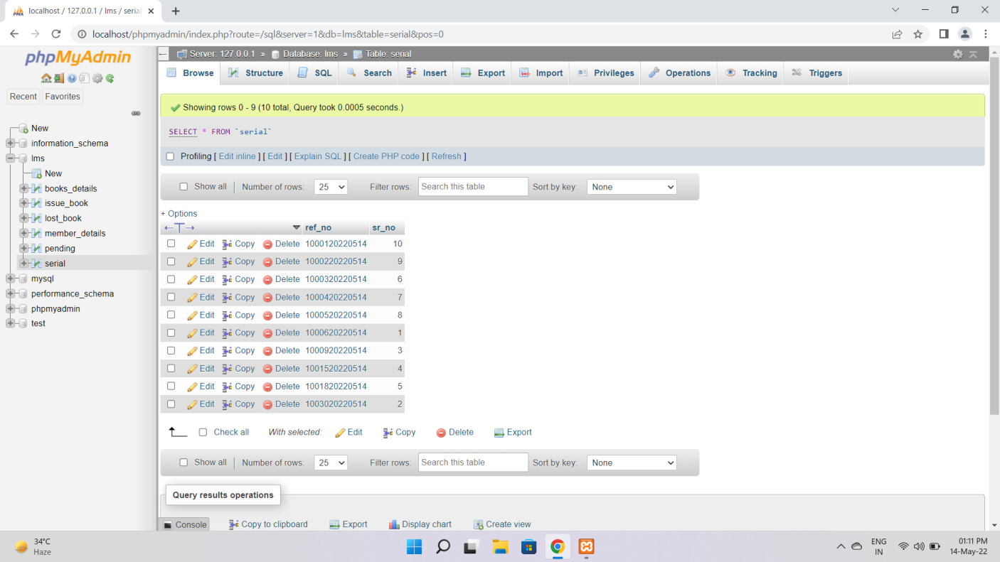 localhost / 127.0.0.1 / lms / serial
localhost/phpmyadmin/index.php?route=/sql&server=1&db=lms&table=serial&pos=0
phpMyAdmin
Recent Favorites
New
information_schema
lms
New
books_details
issue_book
lost_book
member_details
pending
serial
mysql
performance_schema
phpmyadmin
test
Server: 127.0.0.1 » Database: lms » Table: serial
Browse Structure SQL Search Insert Export Import Privileges Operations Tracking Triggers
Showing rows 0 - 9 (10 total, Query took 0.0005 seconds.)
SELECT * FROM `serial`
Profiling [ Edit inline ] [ Edit ] [ Explain SQL ] [ Create PHP code ] [ Refresh ]
Show all Number of rows: 25 Filter rows: Search this table Sort by key: None
+ Options
ref_no sr_no
Edit Copy Delete 1000120220514 10
Edit Copy Delete 1000220220514 9
Edit Copy Delete 1000320220514 6
Edit Copy Delete 1000420220514 7
Edit Copy Delete 1000520220514 8
Edit Copy Delete 1000620220514 1
Edit Copy Delete 1000920220514 3
Edit Copy Delete 1001520220514 4
Edit Copy Delete 1001820220514 5
Edit Copy Delete 1003020220514 2
Check all With selected: Edit Copy Delete Export
Show all Number of rows: 25 Filter rows: Search this table Sort by key: None
Query results operations
Console Copy to clipboard Export Display chart Create view
34°C
Haze
ENG
IN
01:11 PM
14-May-22